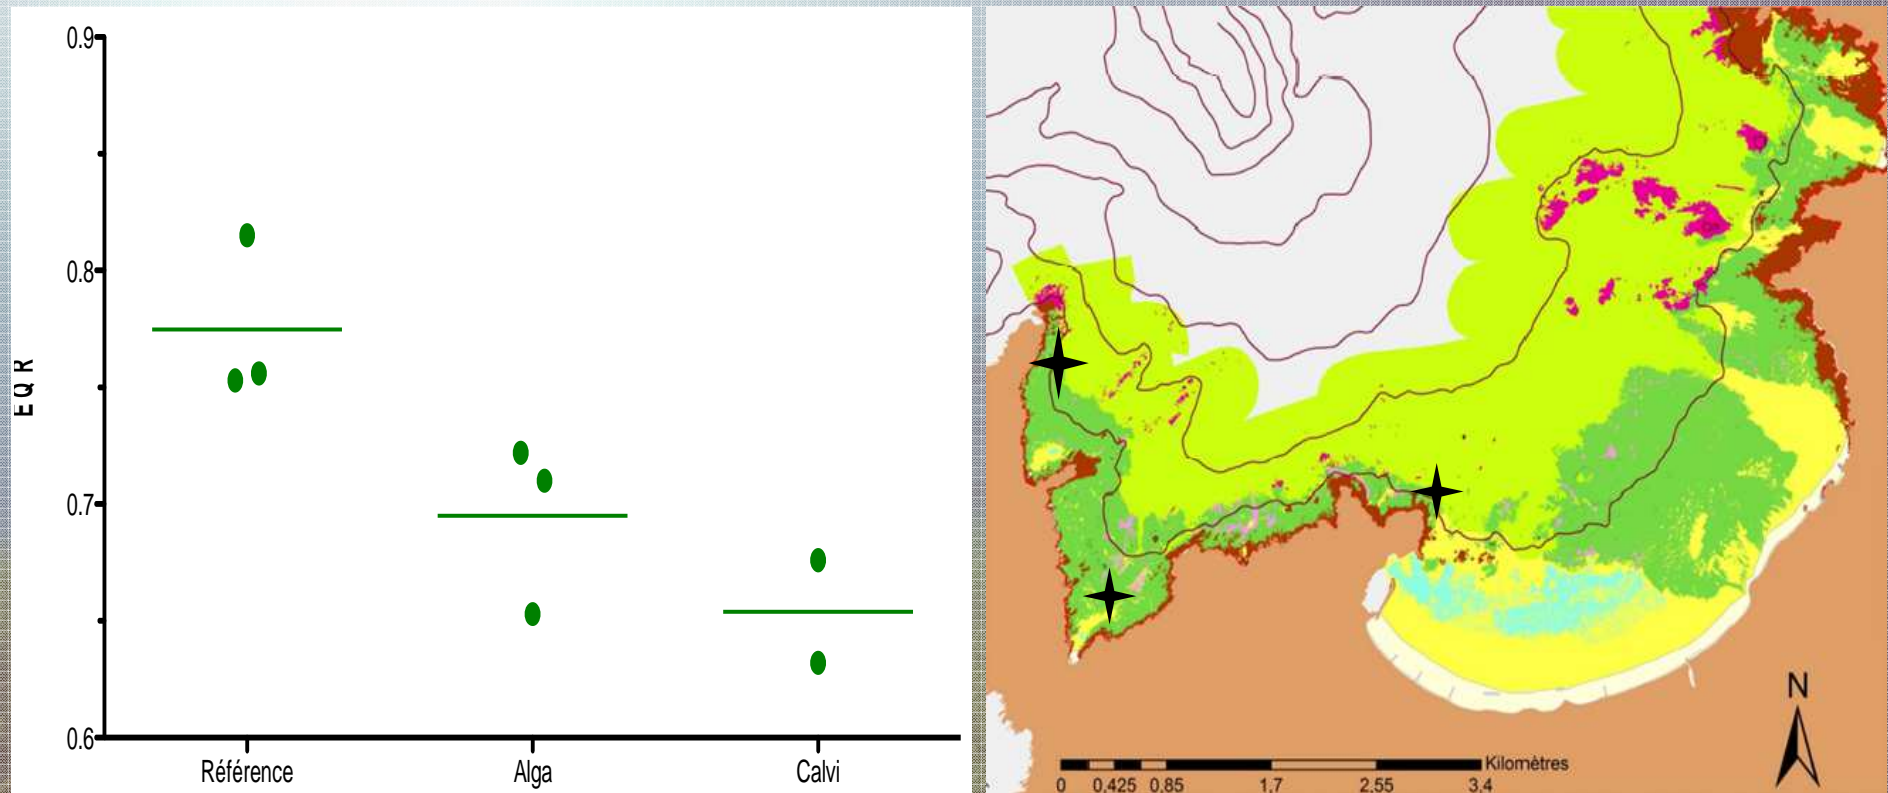 0.9
0.8
0.7
0.6
EQR
Référence Alga Calvi
N
Kilomètres
0 0,425 0,85 1,7 2,55 3,4